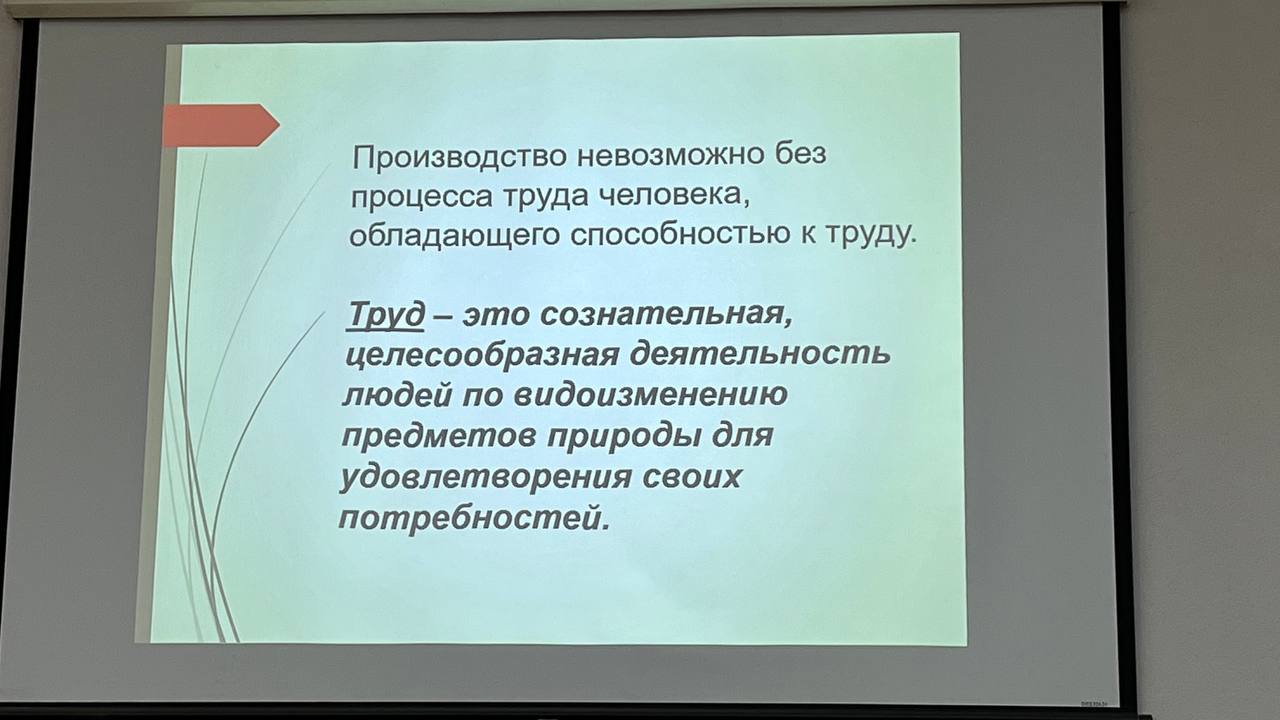 Производство невозможно без
процесса труда человека,
обладающего способностью к труду.
Труд – это сознательная,
целесообразная деятельность
людей по видоизменению
предметов природы для
удовлетворения своих
потребностей.